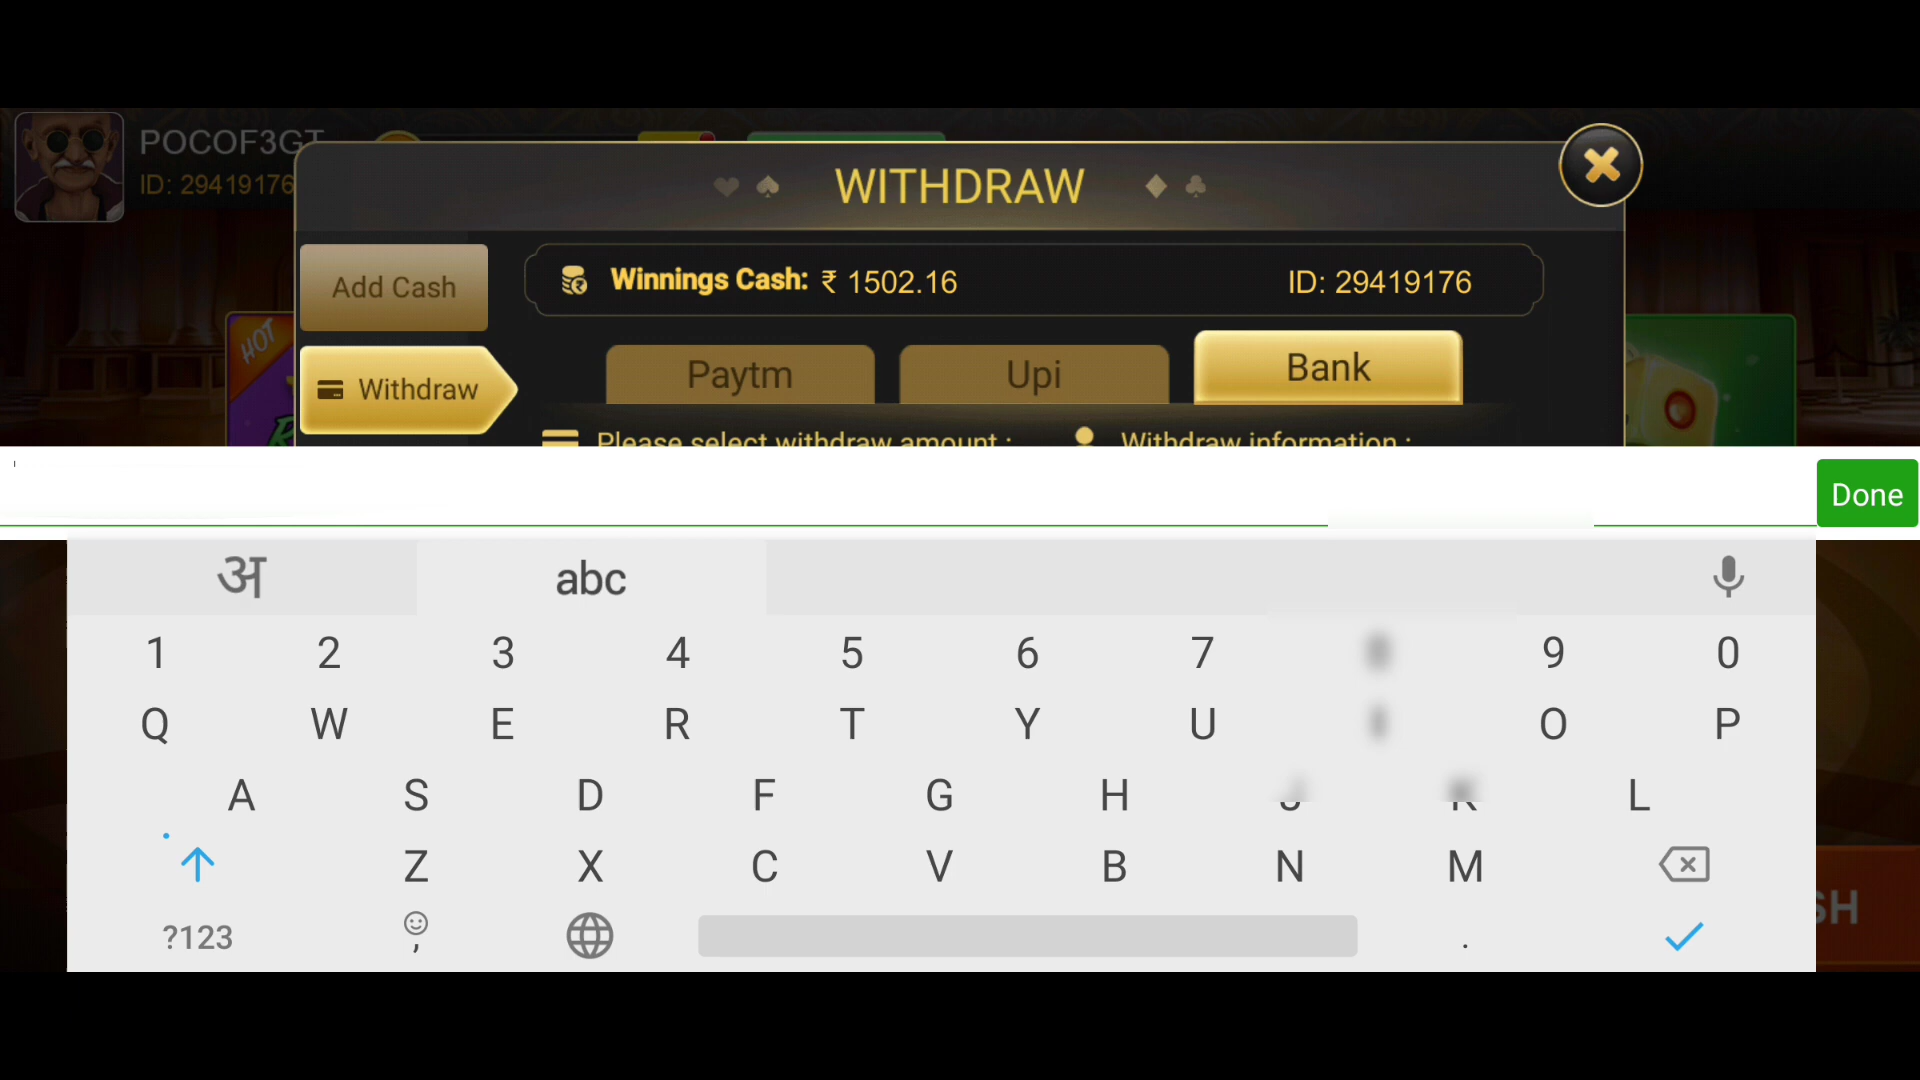 POCOF3GT
ID: 29419176
WITHDRAW
Add Cash
Winnings Cash: ₹ 1502.16
ID: 29419176
HOT
Withdraw
Paytm
Upi
Bank
Please select withdraw amount :
Withdraw information :
Done
अ
abc
1 2 3 4 5 6 7 9 0
Q W E R T Y U O P
A S D F G H L
Z X C V B N M
?123
,
.